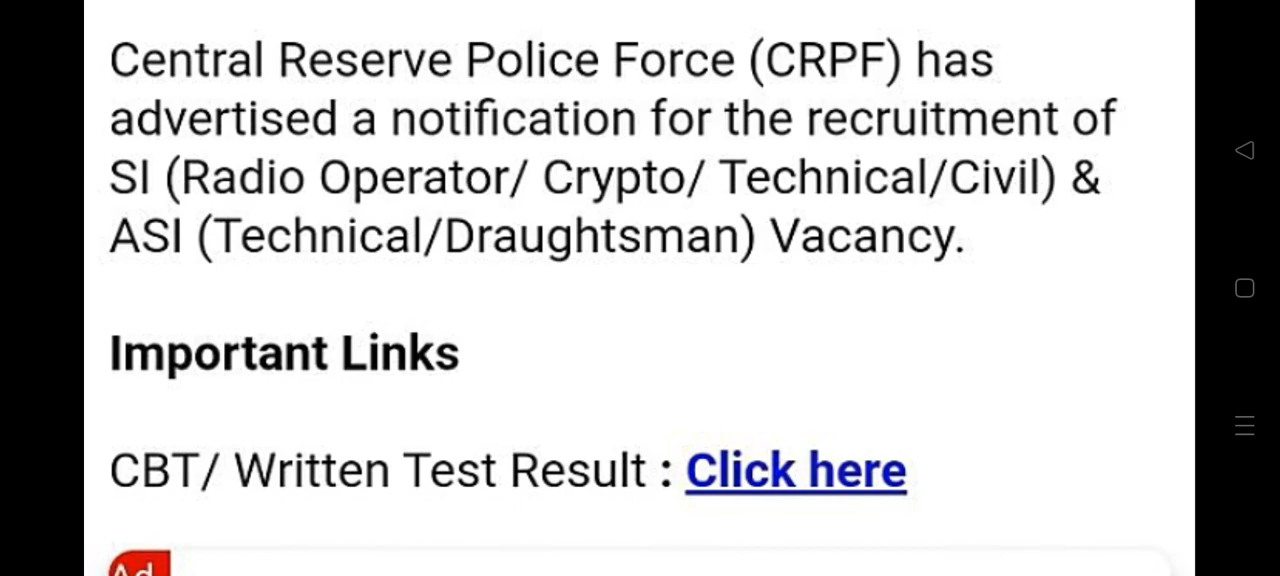 Central Reserve Police Force (CRPF) has
advertised a notification for the recruitment of
SI (Radio Operator/ Crypto/ Technical/Civil) &
ASI (Technical/Draughtsman) Vacancy.
Important Links
CBT/ Written Test Result : Click here
Ad